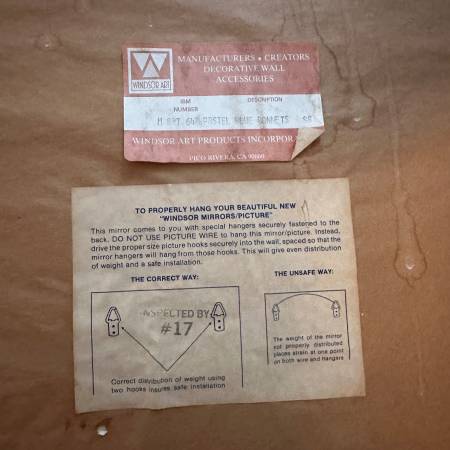 WINDSOR ART
MANUFACTURERS • CREATORS
DECORATIVE WALL
ACCESSORIES
IBM
NUMBER
DESCRIPTION
PASTEL BLUE BONNETS
WINDSOR ART PRODUCTS INCORPOR
PICO RIVERA, CA 90660
TO PROPERLY HANG YOUR BEAUTIFUL NEW
"WINDSOR MIRRORS/PICTURE"
This mirror comes to you with special hangers securely fastened to the
back. DO NOT USE PICTURE WIRE to hang this mirror/picture. Instead,
drive the proper size picture hooks securely into the wall, spaced so that the
mirror hangers will hang from those hooks. This will give even distribution
of weight and a safe installation.
THE CORRECT WAY:
INSPECTED BY
#17
Correct distribution of weight using
two hooks insures safe installation
THE UNSAFE WAY:
The weight of the mirror
not properly distributed
places strain at one point
on both wire and hangers